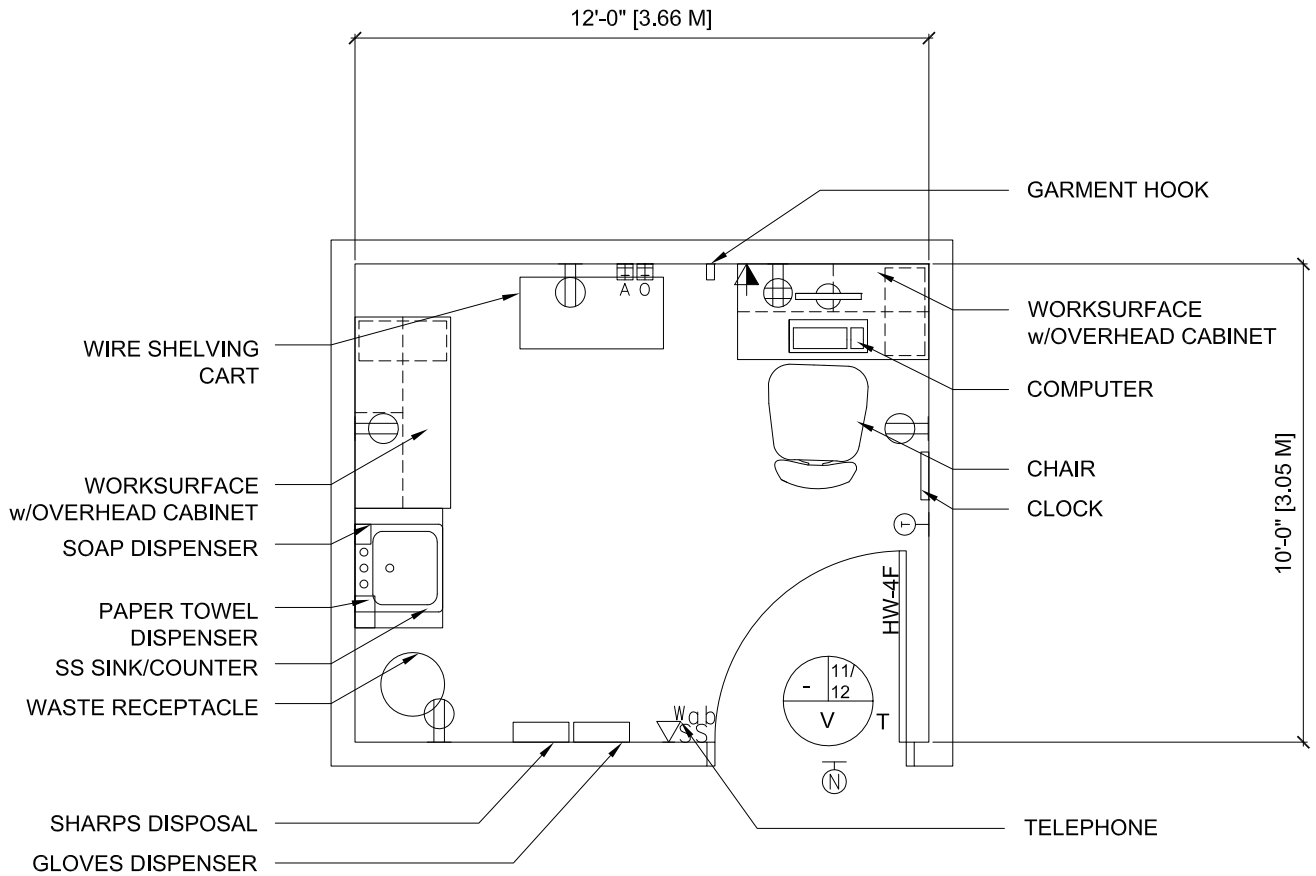 12'-0" [3.66 M]
GARMENT HOOK
WORKSURFACE
w/OVERHEAD CABINET
COMPUTER
CHAIR
CLOCK
10'-0" [3.05 M]
WIRE SHELVING
CART
WORKSURFACE
w/OVERHEAD CABINET
SOAP DISPENSER
PAPER TOWEL
DISPENSER
SS SINK/COUNTER
WASTE RECEPTACLE
SHARPS DISPOSAL
GLOVES DISPENSER
TELEPHONE
A O
T
HW-4F
- 11/
12
V T
W a b
SS
N